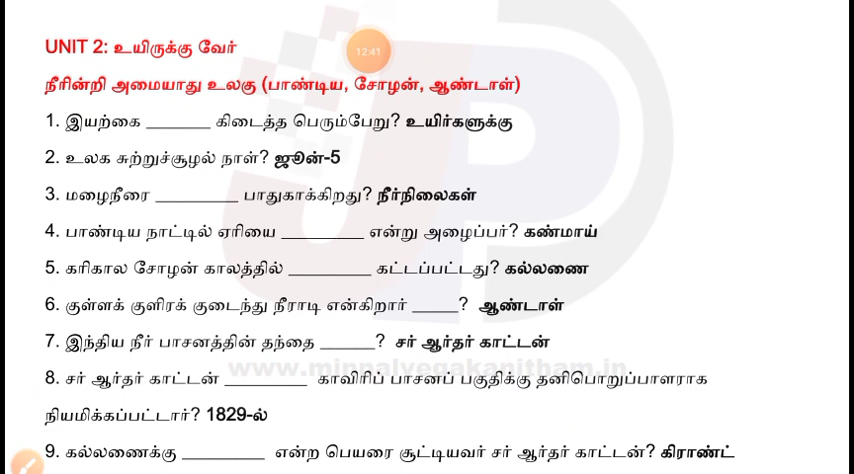 UNIT 2: உயிருக்கு வேர்
12:41
நீரின்றி அமையாது உலகு (பாண்டிய, சோழன், ஆண்டாள்)
1. இயற்கை _______ கிடைத்த பெரும்பேறு? உயிர்களுக்கு
2. உலக சுற்றுச்சூழல் நாள்? ஜூன்-5
3. மழைநீரை _________ பாதுகாக்கிறது? நீர்நிலைகள்
4. பாண்டிய நாட்டில் ஏரியை _________ என்று அழைப்பர்? கண்மாய்
5. கரிகால சோழன் காலத்தில் _________ கட்டப்பட்டது? கல்லணை
6. குள்ளக் குளிரக் குடைந்து நீராடி என்கிறார் _____? ஆண்டாள்
7. இந்திய நீர் பாசனத்தின் தந்தை ______? சர் ஆர்தர் காட்டன்
www.minnalvegakanitham.in
8. சர் ஆர்தர் காட்டன் _________ காவிரிப் பாசனப் பகுதிக்கு தனிபொறுப்பாளராக
நியமிக்கப்பட்டார்? 1829-ல்
9. கல்லணைக்கு _________ என்ற பெயரை சூட்டியவர் சர் ஆர்தர் காட்டன்? கிராண்ட்